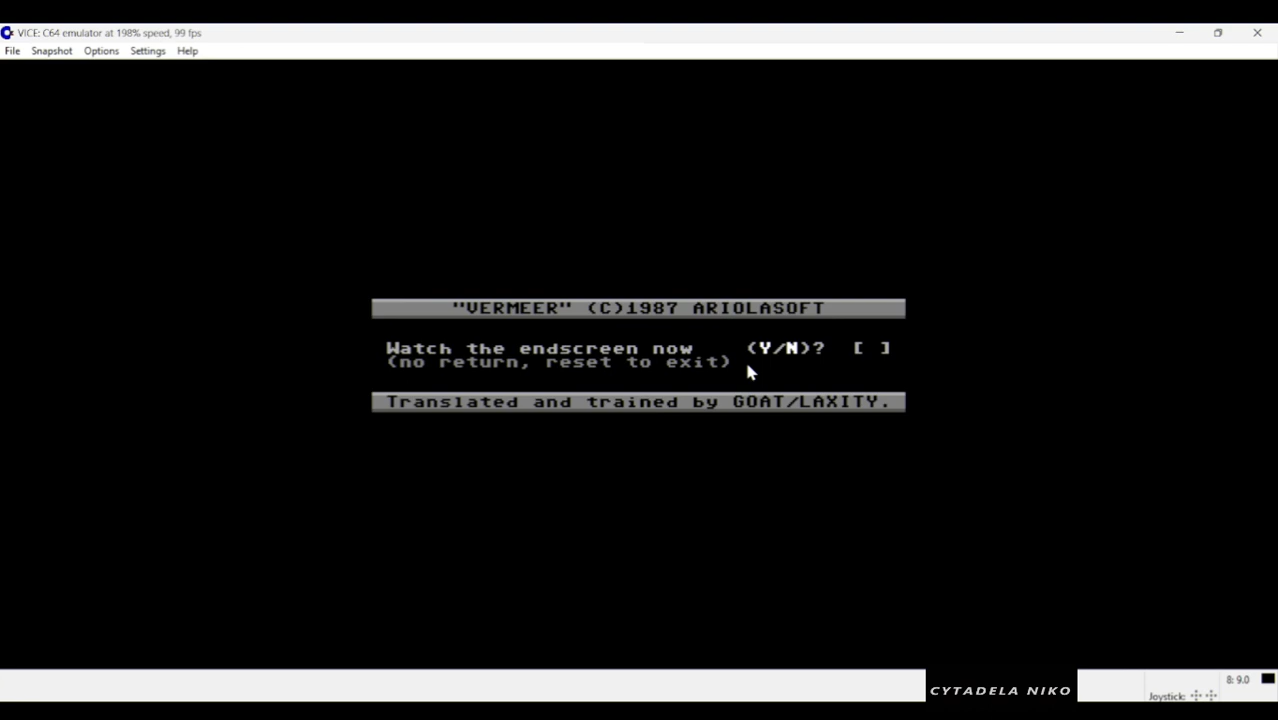 VICE: C64 emulator at 198% speed, 99 fps
File Snapshot Options Settings Help
"VERMEER" (C)1987 ARIOLASOFT
Watch the endscreen now (Y/N)? [ ]
(no return, reset to exit)
Translated and trained by GOAT/LAXITY.
8: 9.0
CYTADELA NIKO
Joystick: